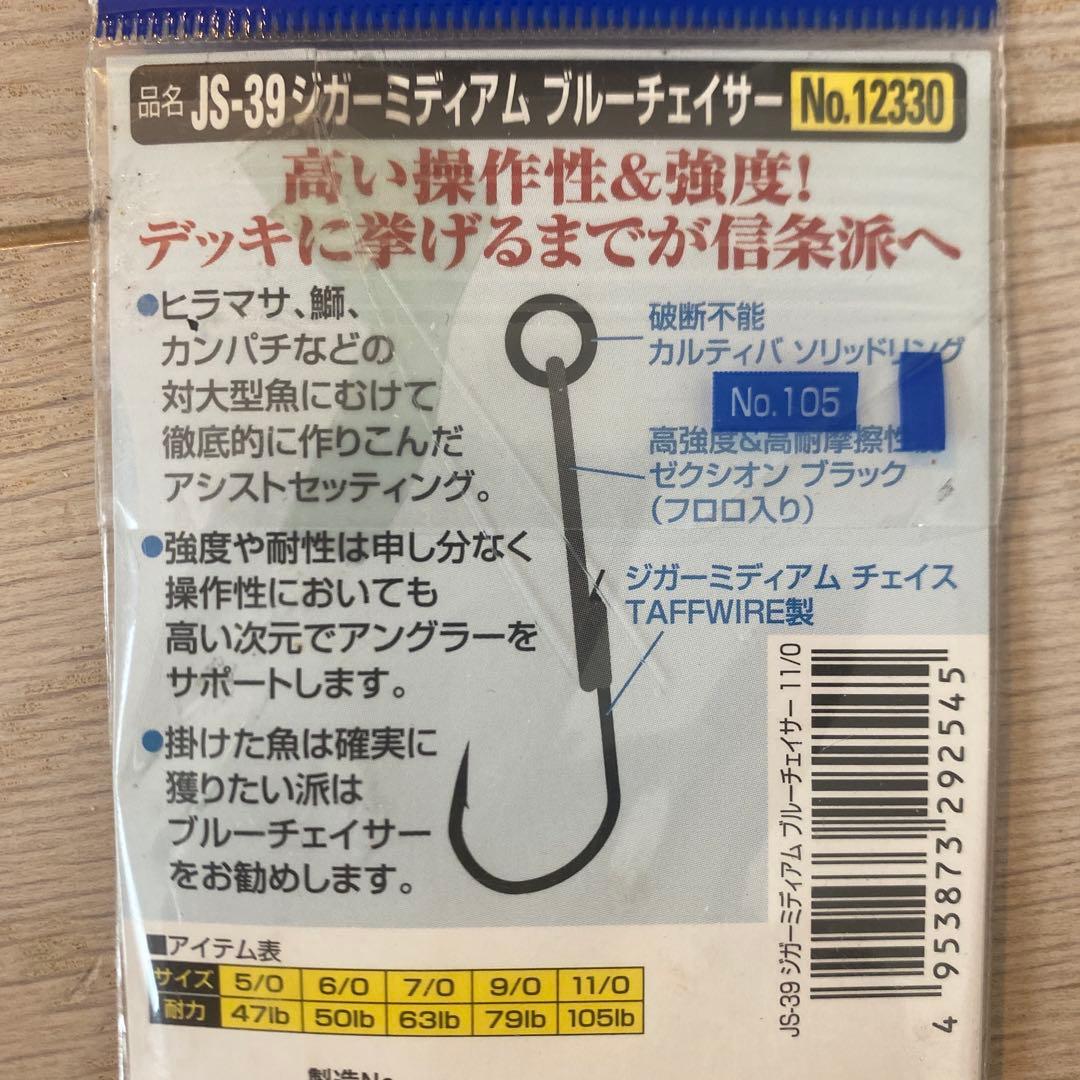 品名 JS-39 ジガーミディアム ブルーチェイサー No.12330
高い操作性&強度!
デッキに挙げるまでが信条派へ
●ヒラマサ、鰤、
カンパチなどの
対大型魚にむけて
徹底的に作りこんだ
アシストセッティング。
●強度や耐性は申し分なく
操作性においても
高い次元でアングラーを
サポートします。
●掛けた魚は確実に
獲りたい派は
ブルーチェイサー
をお勧めします。
破断不能
カルティバ ソリッドリング
No.105
高強度&高耐摩擦性
ゼクシオン ブラック
(フロロ入り)
ジガーミディアム チェイス
TAFFWIRE製
JS-39 ジガーミディアム ブルーチェイサー 11/0
4 953873 292545
■アイテム表
サイズ 5/0 6/0 7/0 9/0 11/0
耐力 47lb 50lb 63lb 79lb 105lb
製造No.